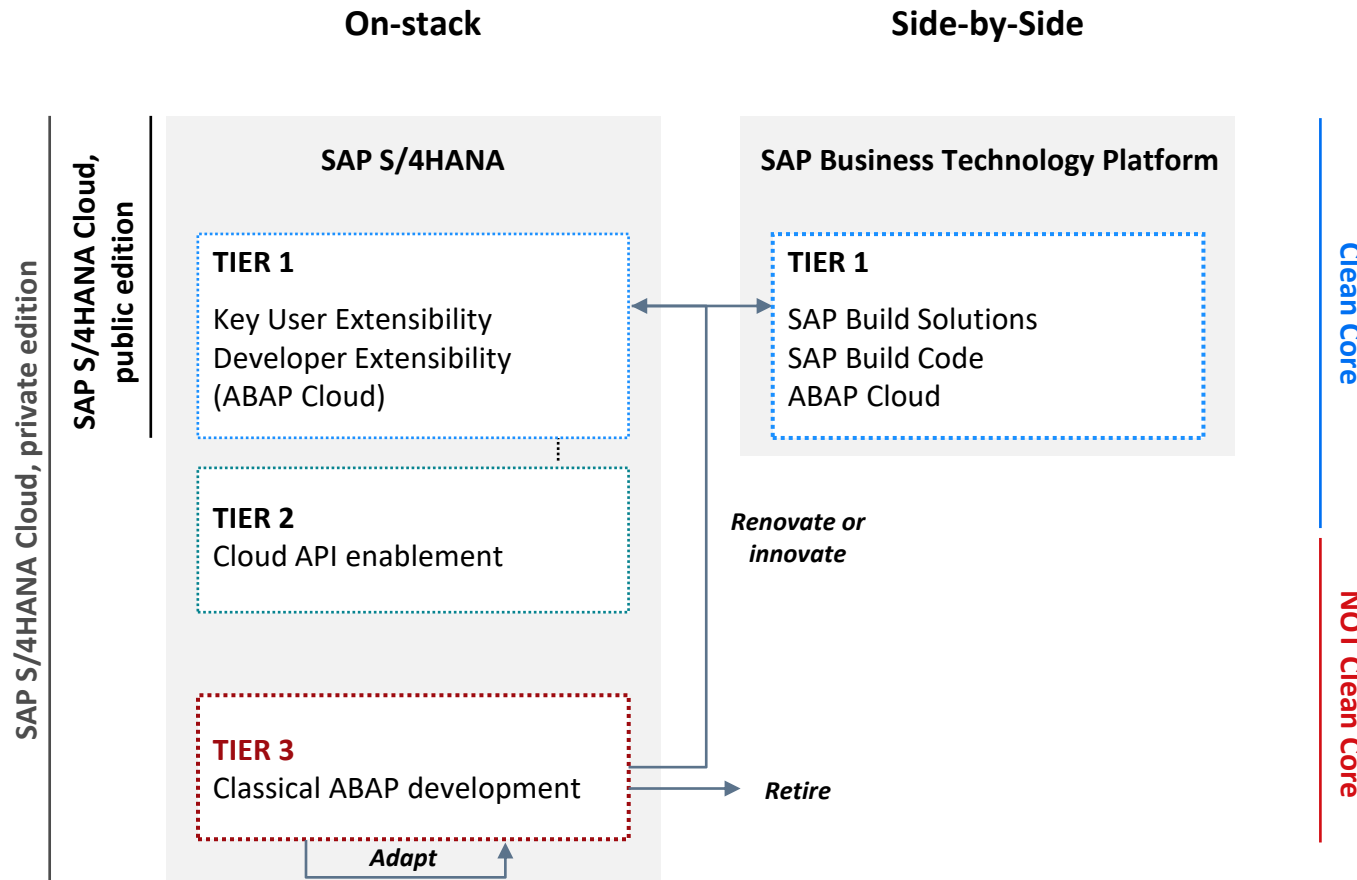 On-stack
Side-by-Side
SAP S/4HANA Cloud, private edition
SAP S/4HANA Cloud,
public edition
SAP S/4HANA
TIER 1
Key User Extensibility
Developer Extensibility
(ABAP Cloud)
TIER 2
Cloud API enablement
TIER 3
Classical ABAP development
Adapt
Renovate or
innovate
Retire
SAP Business Technology Platform
TIER 1
SAP Build Solutions
SAP Build Code
ABAP Cloud
Clean Core
NOT Clean Core